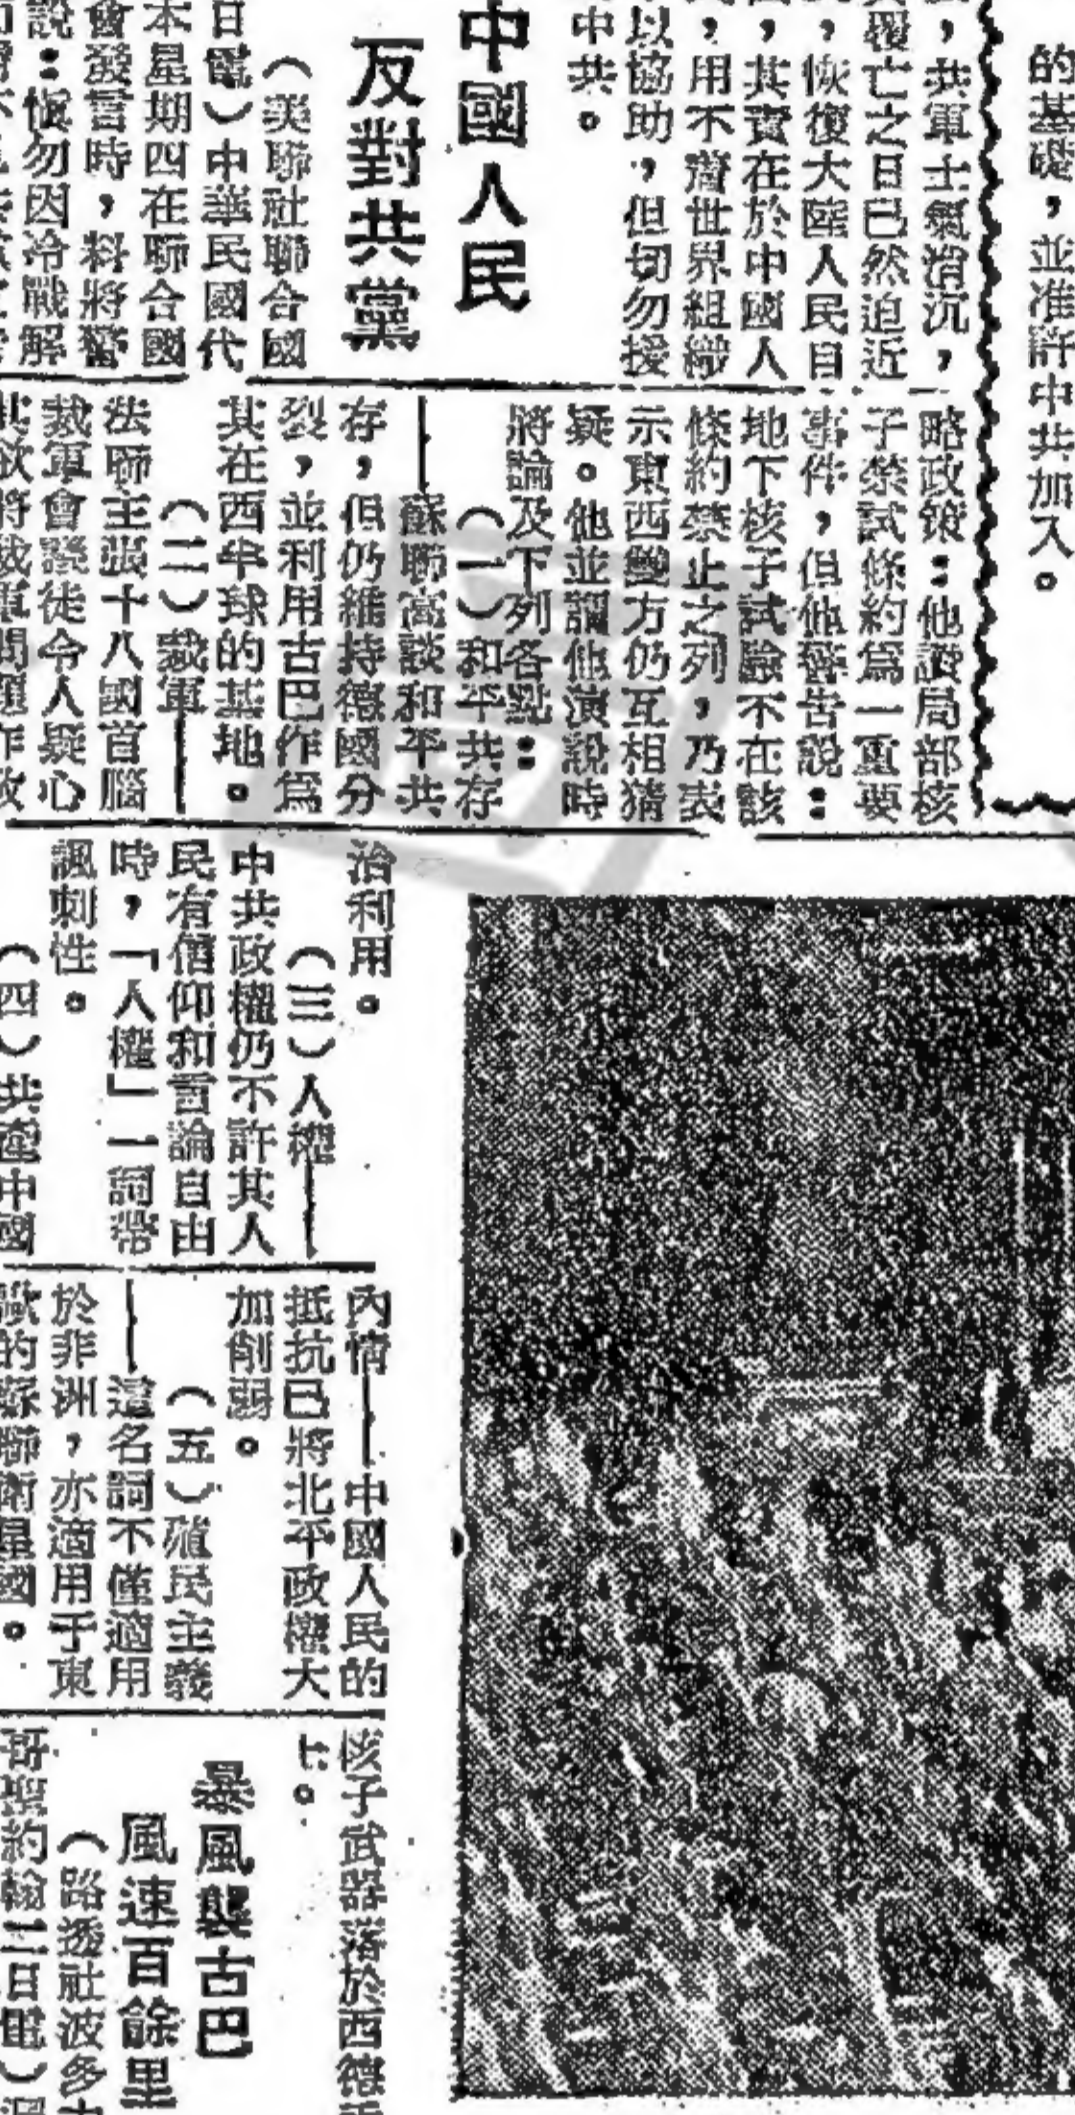 的基礎,並准許中共加入。
,共軍士氣消沉,
覆亡之日已然迫近
,恢復大陸人民自
,其責在於中國人
,用不着世界組織
以協助,但切勿援
中共。
中國人民
反對共黨
(美聯社聯合國
日電)中華民國代
本星期四在聯合國
會發言時,料將警
說:愼勿因冷戰解
略政策:他讚局部核
子禁試條約爲一重要
事件,但他警告說:
地下核子試驗不在該
條約禁止之列,乃表
示東西雙方仍互相猜
疑。他並謂他演說時
將論及下列各點:
(一)和平共存
——蘇聯高談和平共
存,但仍維持德國分
裂,並利用古巴作爲
其在西半球的基地。
(二)裁軍——
法聯主張十八國首腦
裁軍會議徒令人疑心
其欲將裁軍問題作政
治利用。
(三)人權——
中共政權仍不許其人
民有信仰和言論自由
時,「人權」一詞帶
諷刺性。
(四)共產中國
內情——中國人民的
抵抗已將北平政權大
加削弱。
(五)殖民主義
——這名詞不僅適用
於非洲,亦適用于東
歐的蘇聯衛星國。
核子武器落於西德手
上。
暴風襲古巴
風速百餘里
(路透社波多
哥聖約翰二日電)